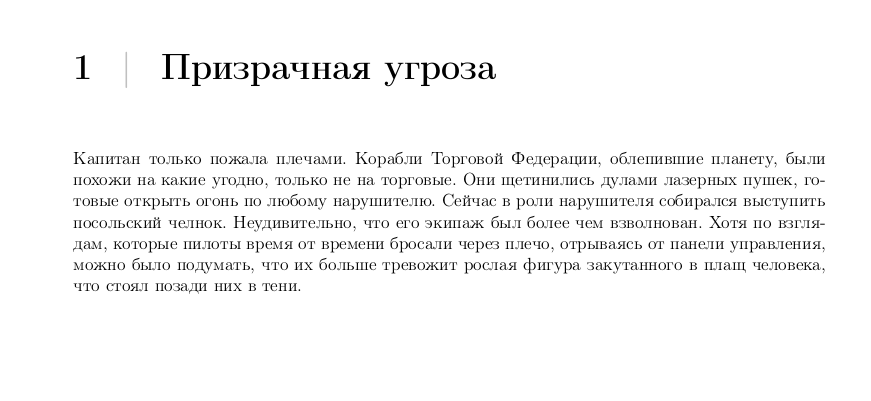 1 | Призрачная угроза
Капитан только пожала плечами. Корабли Торговой Федерации, облепившие планету, были
похожи на какие угодно, только не на торговые. Они щетинились дулами лазерных пушек, го-
товые открыть огонь по любому нарушителю. Сейчас в роли нарушителя собирался выступить
посольский челнок. Неудивительно, что его экипаж был более чем взволнован. Хотя по взгля-
дам, которые пилоты время от времени бросали через плечо, отрываясь от панели управления,
можно было подумать, что их больше тревожит рослая фигура закутанного в плащ человека,
что стоял позади них в тени.